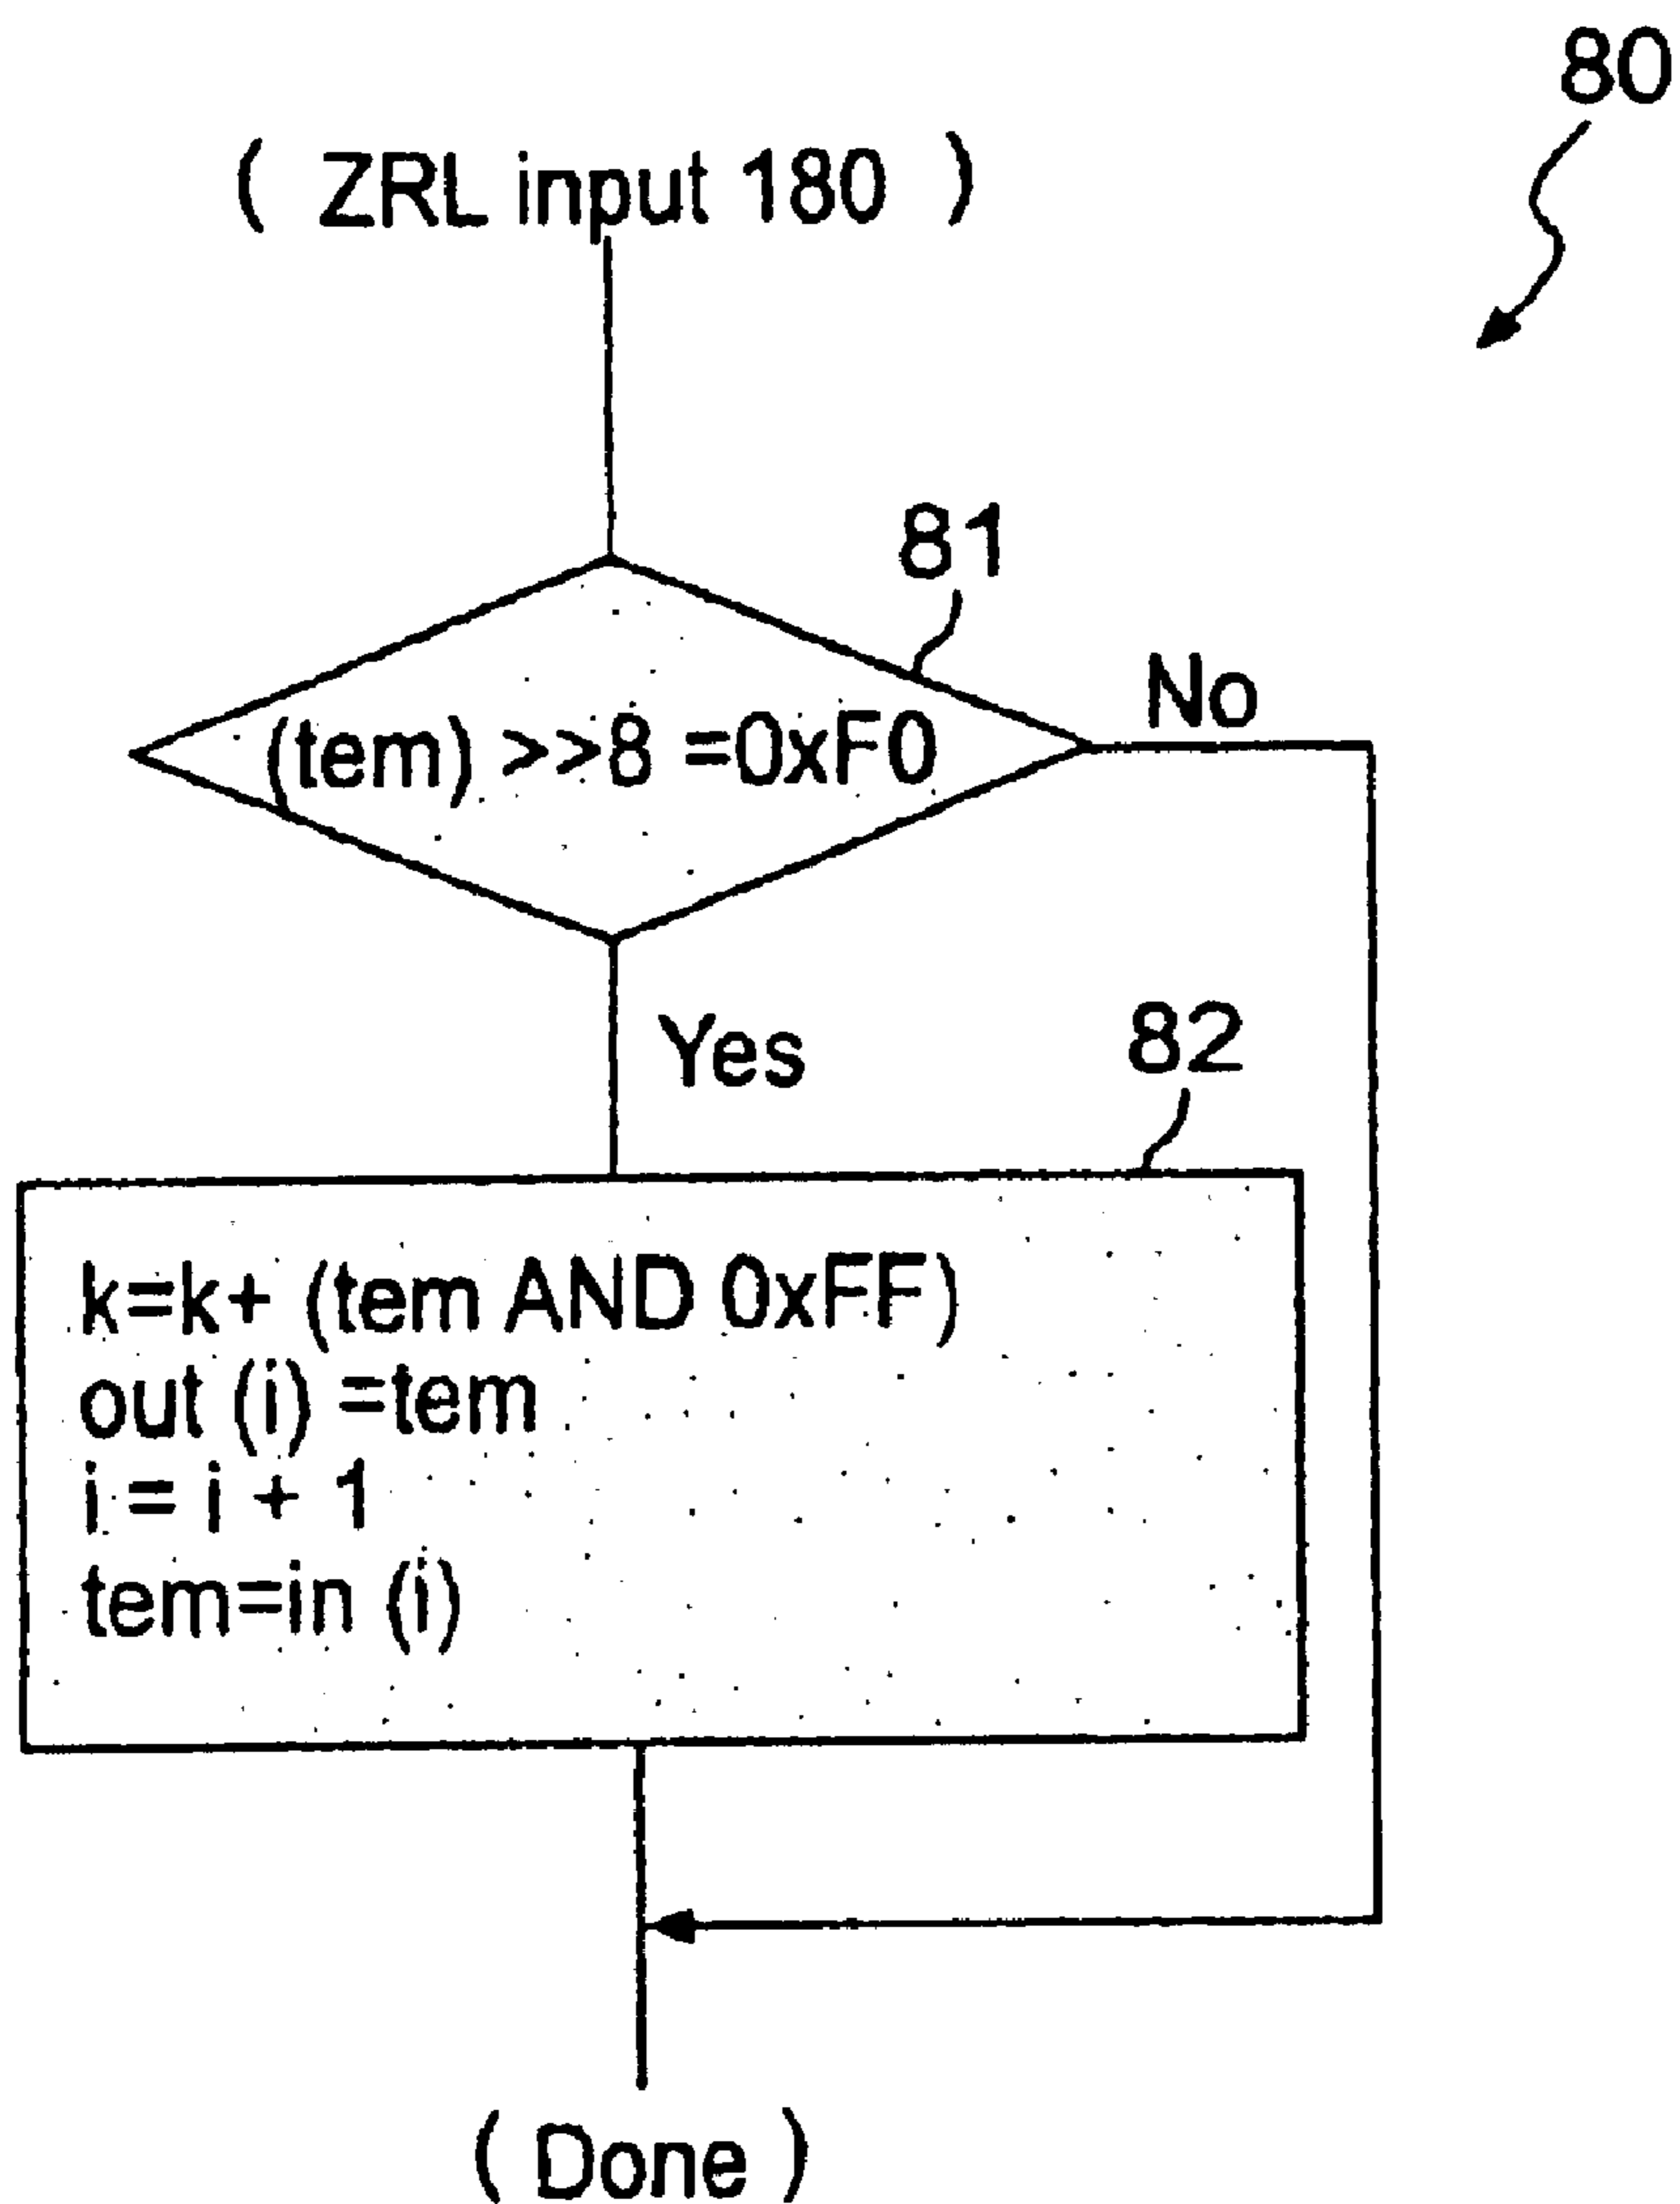 80
( ZRL input 180 )
81
(tem) >>8 =0xF0
No
Yes
82
k=k+ (tem AND 0xFF)
out (i) =tem
i = i + 1
tem=in (i)
( Done )